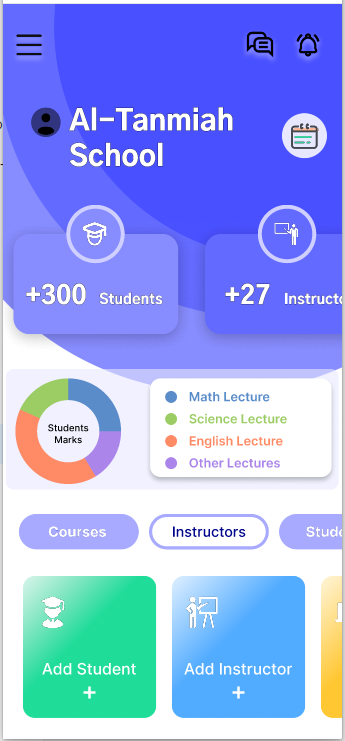 Al-Tanmiah
School
+300 Students
+27 Instructo
Students
Marks
Math Lecture
Science Lecture
English Lecture
Other Lectures
Courses
Instructors
Stude
Add Student
+
Add Instructor
+